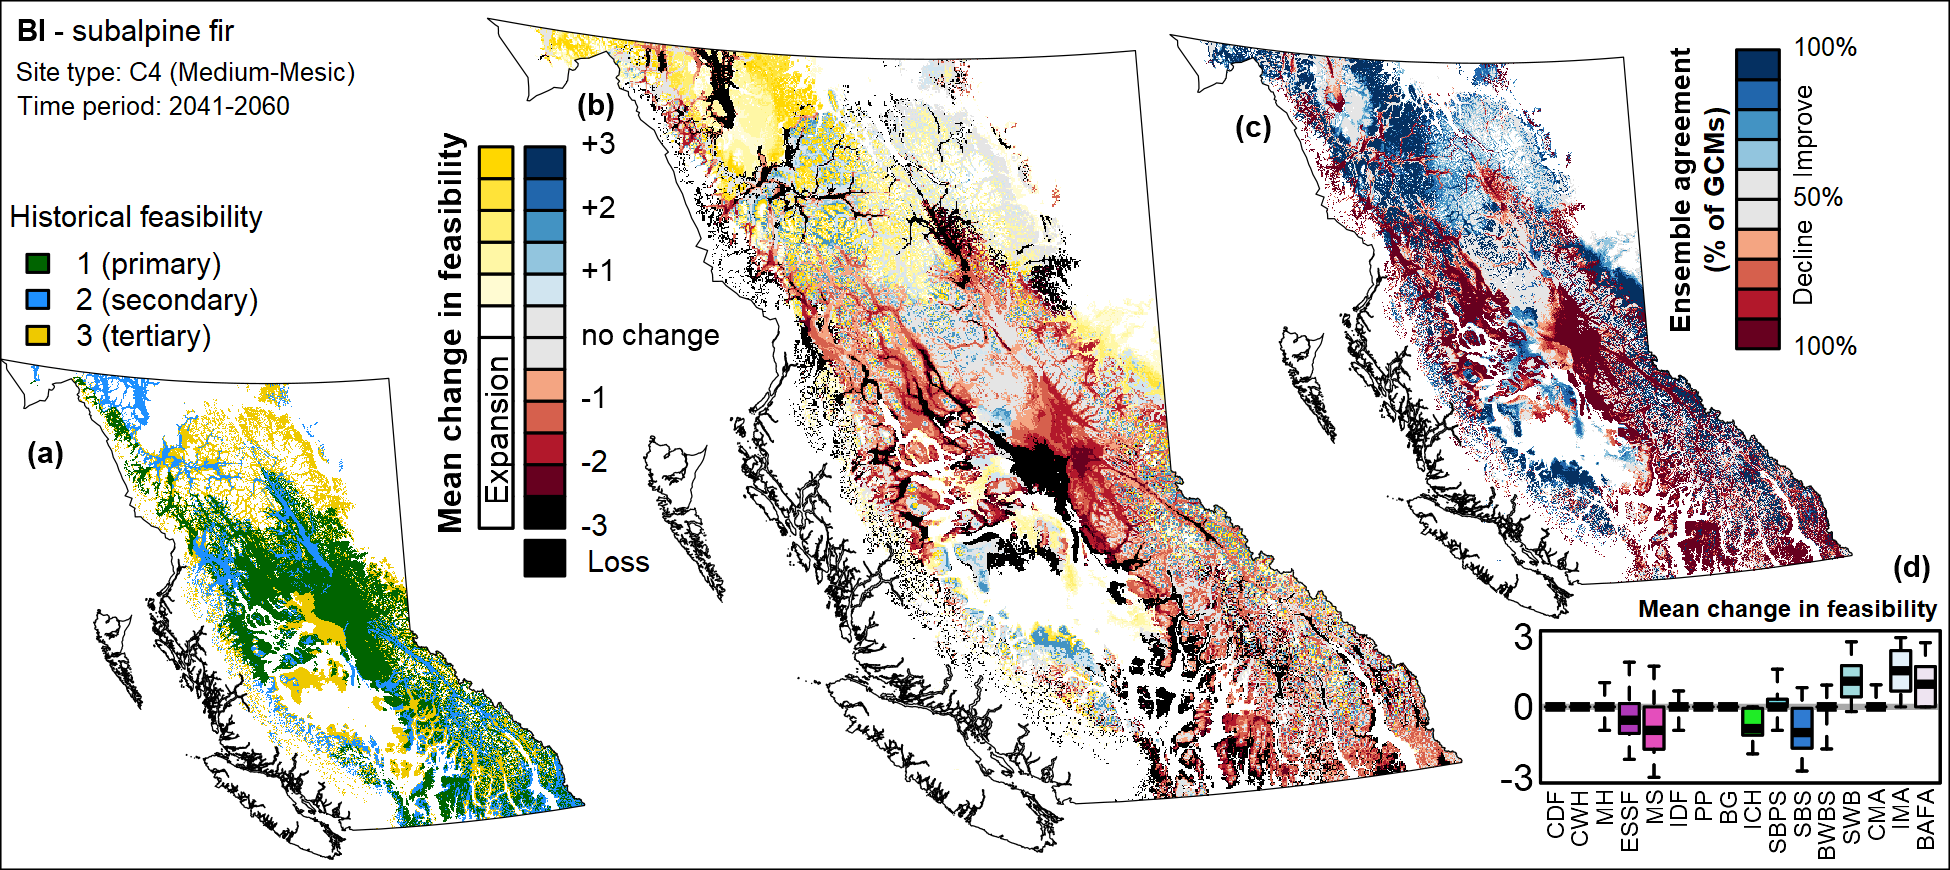 BI - subalpine fir
Site type: C4 (Medium-Mesic)
Time period: 2041-2060
Historical feasibility
1 (primary)
2 (secondary)
3 (tertiary)
(a)
(b)
Mean change in feasibility
Expansion
+3
+2
+1
no change
-1
-2
-3
Loss
(c)
Ensemble agreement
(% of GCMs)
100%
Improve
50%
Decline
100%
(d)
Mean change in feasibility
3
0
-3
CDF
CWH
MH
ESSF
MS
IDF
PP
BG
ICH
SBPS
SBS
BWBS
SWB
CMA
IMA
BAFA